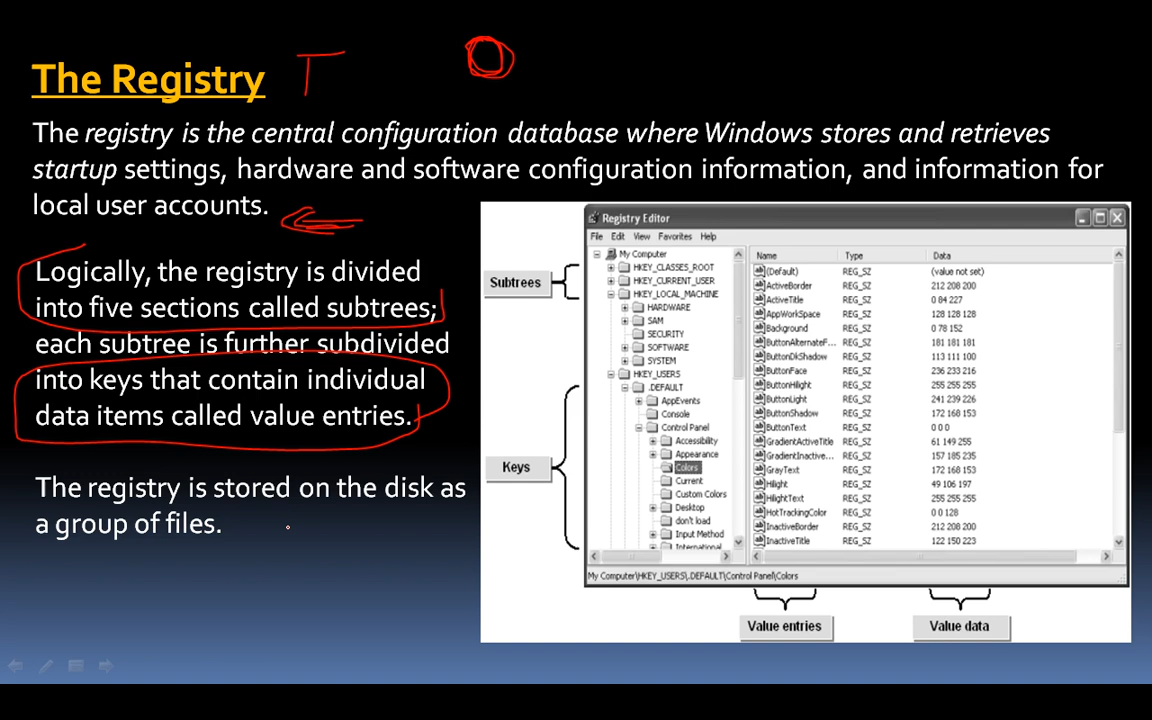 The Registry T
The registry is the central configuration database where Windows stores and retrieves
startup settings, hardware and software configuration information, and information for
local user accounts.
Logically, the registry is divided
into five sections called subtrees;
each subtree is further subdivided
into keys that contain individual
data items called value entries.
The registry is stored on the disk as
a group of files.
Registry Editor
File Edit View Favorites Help
Subtrees
Keys
My Computer
HKEY_CLASSES_ROOT
HKEY_CURRENT_USER
HKEY_LOCAL_MACHINE
HARDWARE
SAM
SECURITY
SOFTWARE
SYSTEM
HKEY_USERS
.DEFAULT
AppEvents
Console
Control Panel
Accessibility
Appearance
Colors
Current
Custom Colors
Desktop
don't load
Input Method
International
Name Type Data
(Default) REG_SZ (value not set)
ActiveBorder REG_SZ 212 208 200
ActiveTitle REG_SZ 0 84 227
AppWorkSpace REG_SZ 128 128 128
Background REG_SZ 0 78 152
ButtonAlternateF... REG_SZ 181 181 181
ButtonDkShadow REG_SZ 113 111 100
ButtonFace REG_SZ 236 233 216
ButtonHilight REG_SZ 255 255 255
ButtonLight REG_SZ 241 239 226
ButtonShadow REG_SZ 172 168 153
ButtonText REG_SZ 0 0 0
GradientActiveTitle REG_SZ 61 149 255
GradientInactive... REG_SZ 157 185 235
GrayText REG_SZ 172 168 153
Hilight REG_SZ 49 106 197
HilightText REG_SZ 255 255 255
HotTrackingColor REG_SZ 0 0 128
InactiveBorder REG_SZ 212 208 200
InactiveTitle REG_SZ 122 150 223
My Computer\HKEY_USERS\.DEFAULT\Control Panel\Colors
Value entries Value data